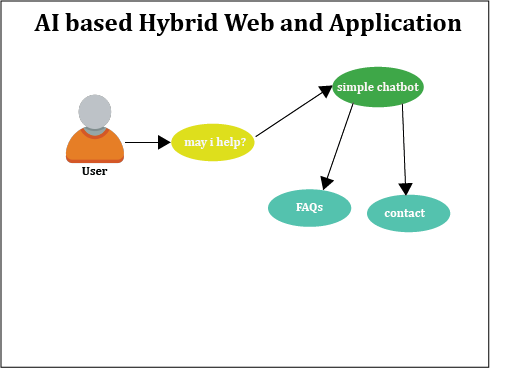 AI based Hybrid Web and Application
simple chatbot
may i help?
User
FAQs
contact